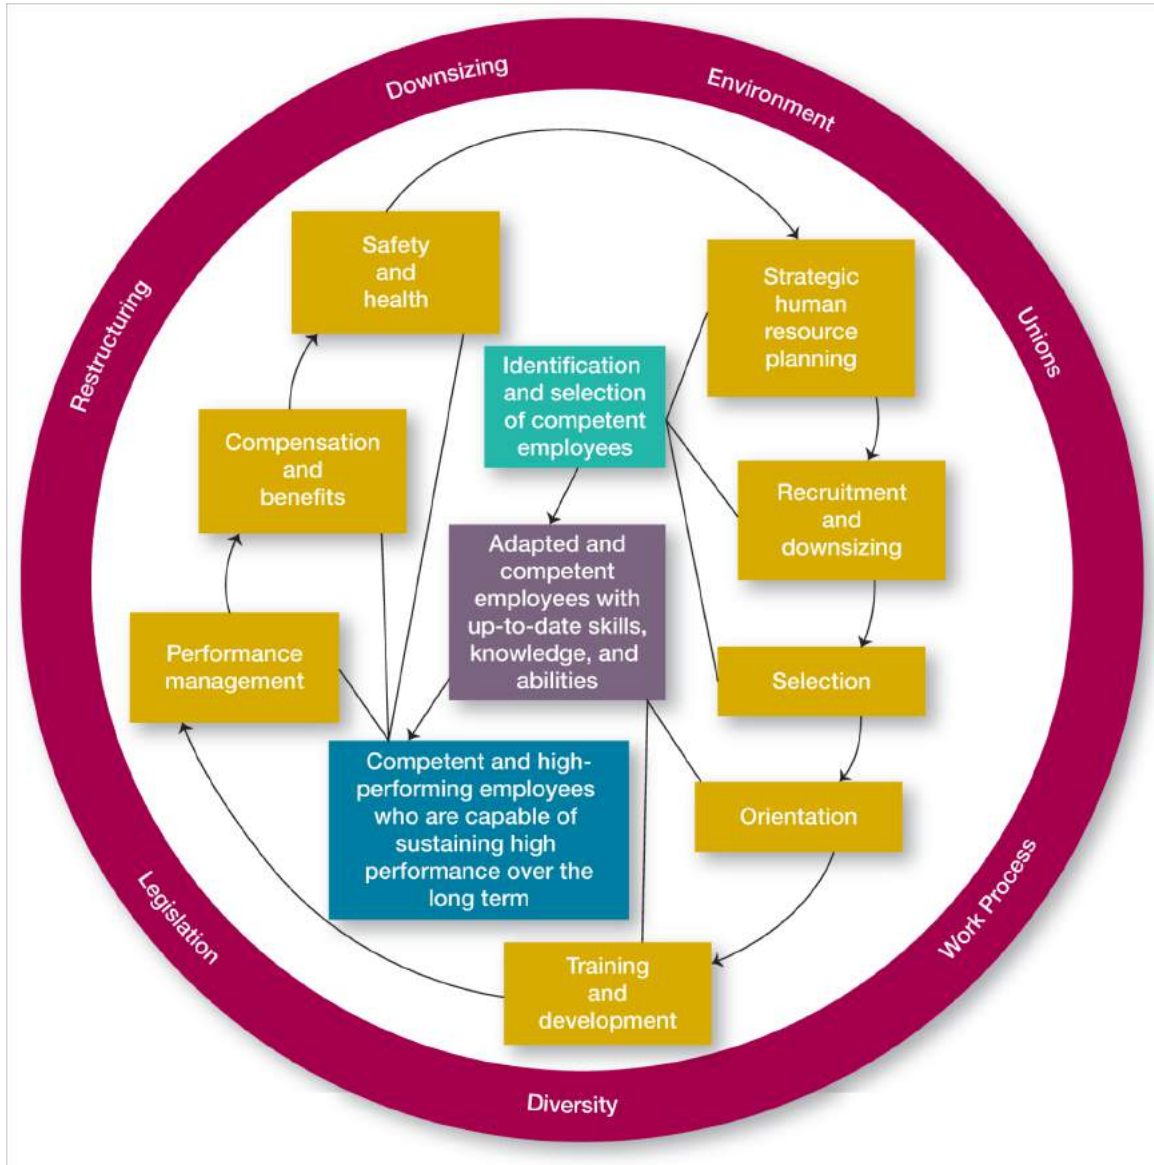 Downsizing
Environment
Unions
Work Process
Diversity
Legislation
Restructuring
Safety
and
health
Strategic
human
resource
planning
Identification
and selection
of competent
employees
Compensation
and
benefits
Recruitment
and
downsizing
Adapted and
competent
employees with
up-to-date skills,
knowledge, and
abilities
Performance
management
Selection
Competent and high-
performing employees
who are capable of
sustaining high
performance over the
long term
Orientation
Training
and
development